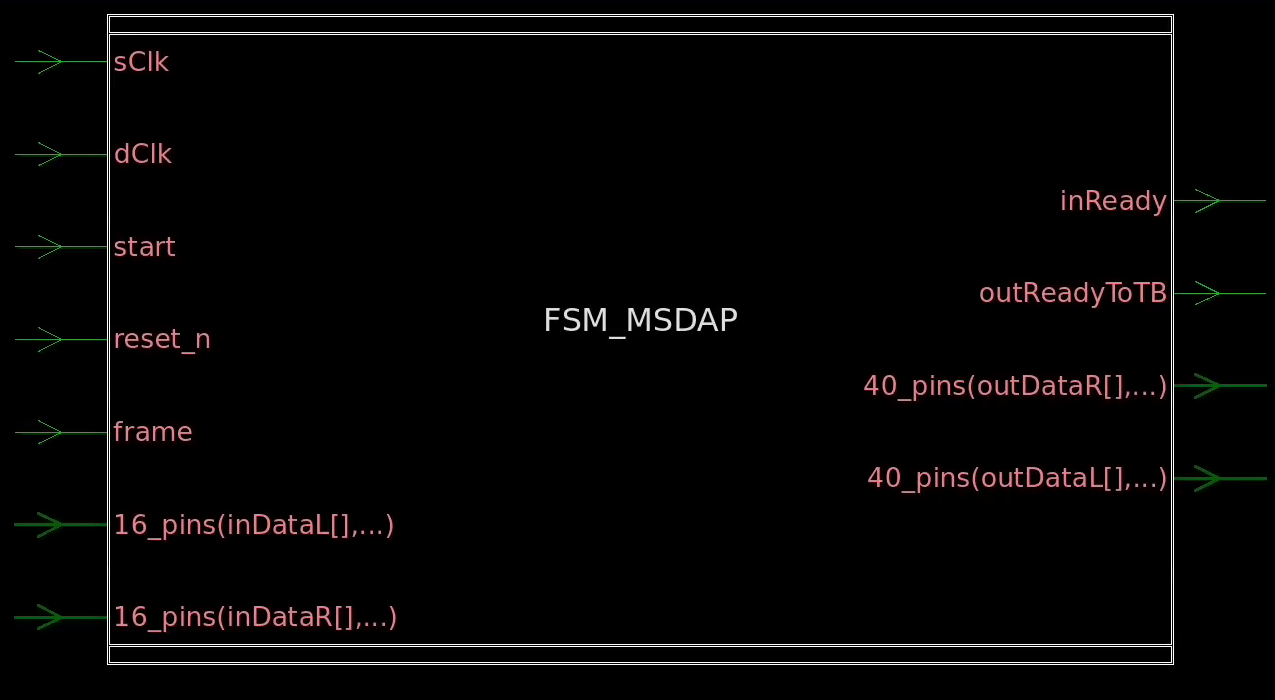 sClk
dClk
start
reset_n
frame
16_pins(inDataL[],...)
16_pins(inDataR[],...)
FSM_MSDAP
inReady
outReadyToTB
40_pins(outDataR[],...)
40_pins(outDataL[],...)